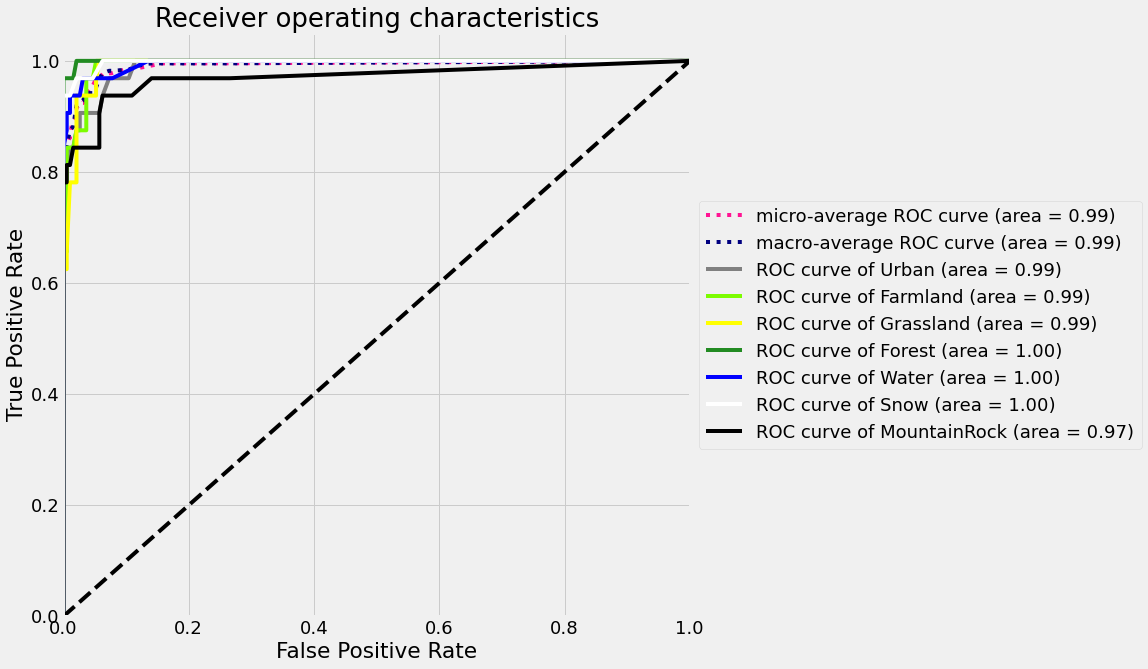 Receiver operating characteristics
1.0
0.8
0.6
0.4
0.2
0.0
True Positive Rate
0.0 0.2 0.4 0.6 0.8 1.0
False Positive Rate
micro-average ROC curve (area = 0.99)
macro-average ROC curve (area = 0.99)
ROC curve of Urban (area = 0.99)
ROC curve of Farmland (area = 0.99)
ROC curve of Grassland (area = 0.99)
ROC curve of Forest (area = 1.00)
ROC curve of Water (area = 1.00)
ROC curve of Snow (area = 1.00)
ROC curve of MountainRock (area = 0.97)